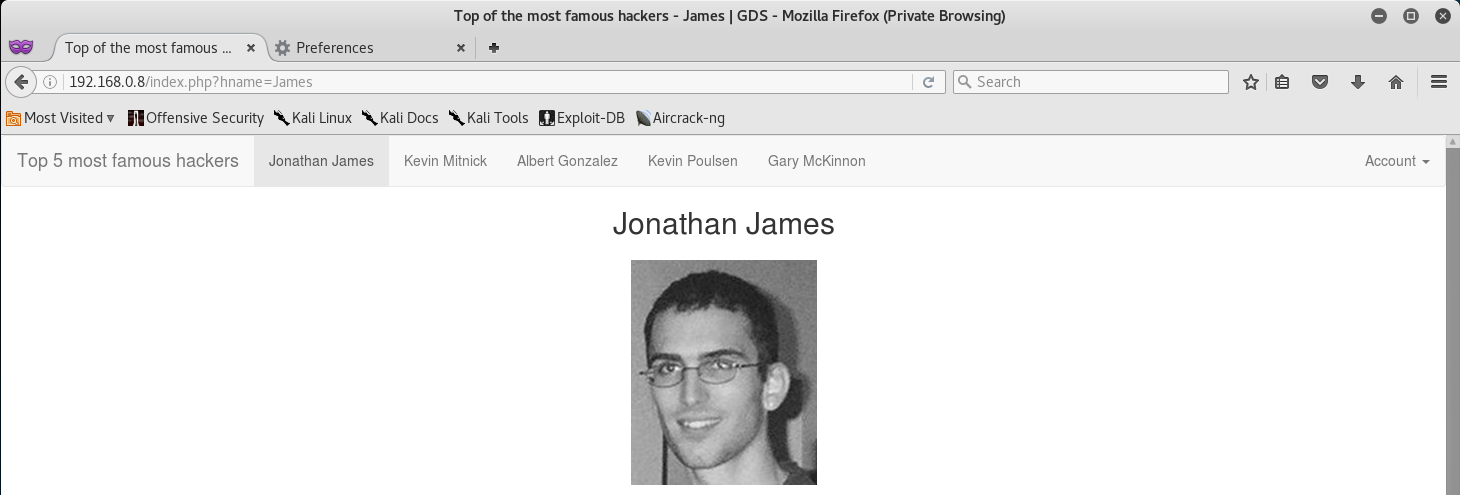 Top of the most famous hackers - James | GDS - Mozilla Firefox (Private Browsing)
Top of the most famous ... Preferences
192.168.0.8/index.php?hname=James Search
Most Visited Offensive Security Kali Linux Kali Docs Kali Tools Exploit-DB Aircrack-ng
Top 5 most famous hackers Jonathan James Kevin Mitnick Albert Gonzalez Kevin Poulsen Gary McKinnon Account
Jonathan James